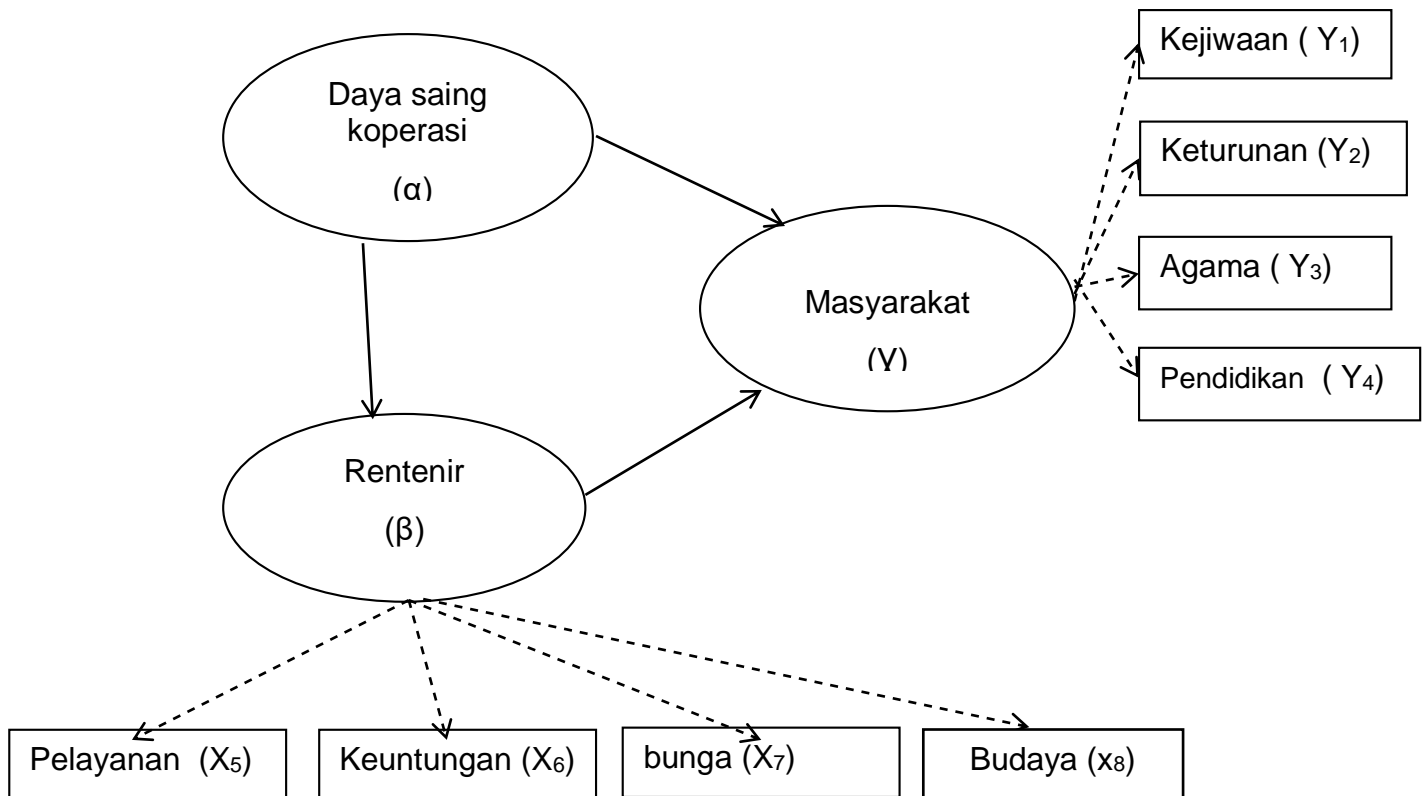 Daya saing
koperasi
(α)
Kejiwaan ( Y₁)
Keturunan (Y₂)
Agama ( Y₃)
Pendidikan ( Y₄)
Masyarakat
(Ɣ)
Rentenir
(β)
Pelayanan (X₅)
Keuntungan (X₆)
bunga (X₇)
Budaya (x₈)